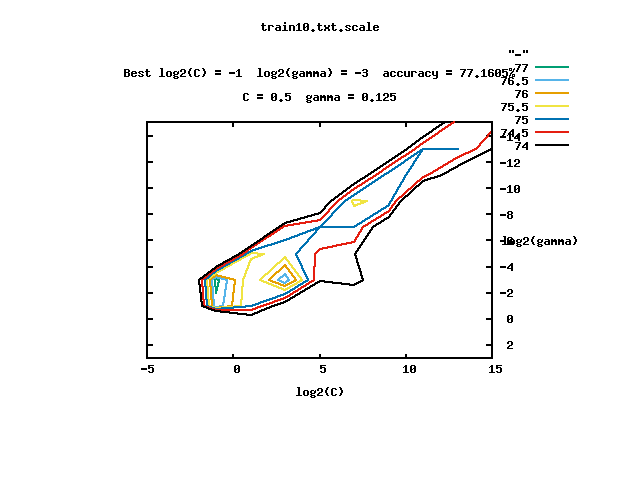 train10.txt.scale
"-"
Best log2(C) = -1 log2(gamma) = -3 accuracy = 77.1605%
77
76.5
C = 0.5 gamma = 0.125
76
75.5
75
74.5
74
-14
-12
-10
-8
-6
log2(gamma)
-4
-2
0
2
-5 0 5 10 15
log2(C)